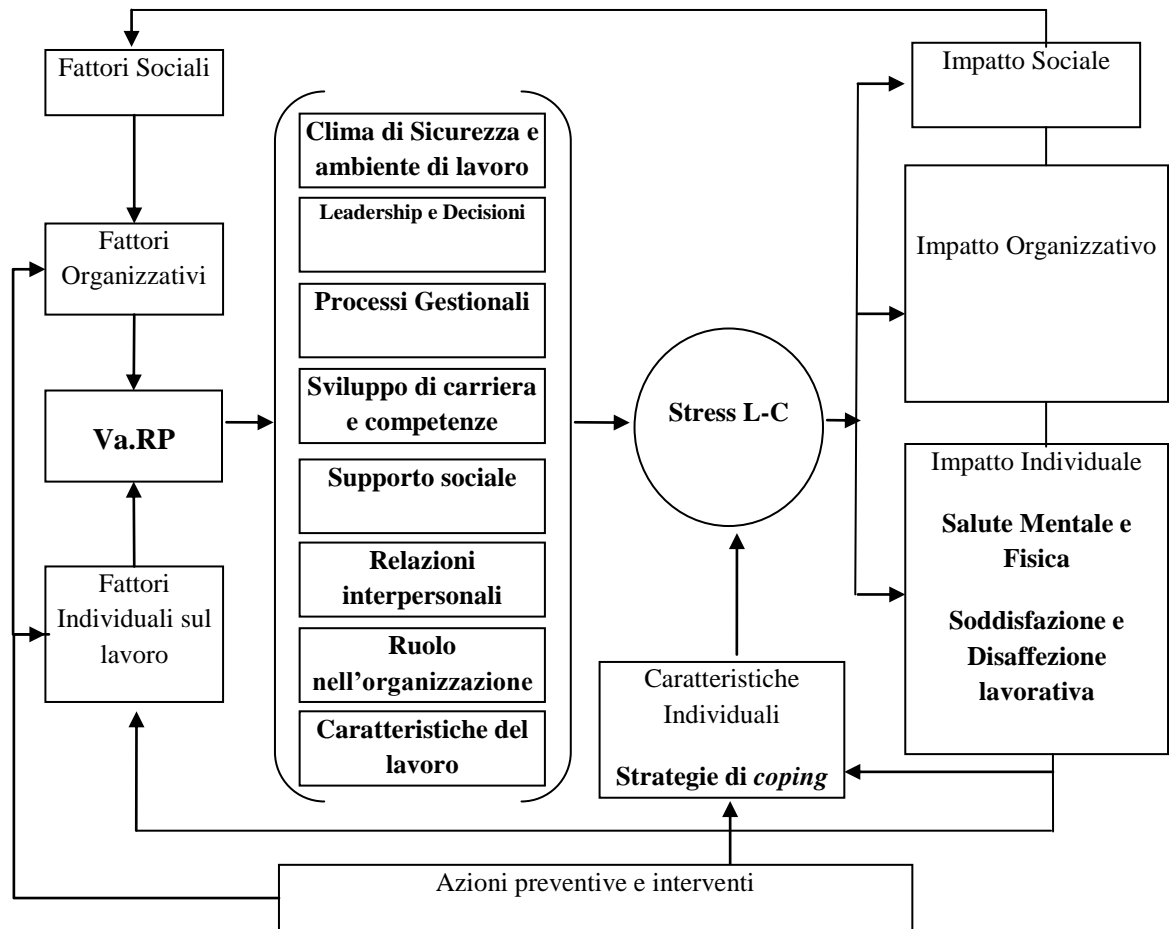 Fattori Sociali
Impatto Sociale
Clima di Sicurezza e
ambiente di lavoro
Leadership e Decisioni
Fattori
Organizzativi
Impatto Organizzativo
Processi Gestionali
Va.RP
Sviluppo di carriera
e competenze
Stress L-C
Supporto sociale
Impatto Individuale
Salute Mentale e
Fisica
Soddisfazione e
Disaffezione
lavorativa
Fattori
Individuali sul
lavoro
Relazioni
interpersonali
Ruolo
nell’organizzazione
Caratteristiche del
lavoro
Caratteristiche
Individuali
Strategie di coping
Azioni preventive e interventi